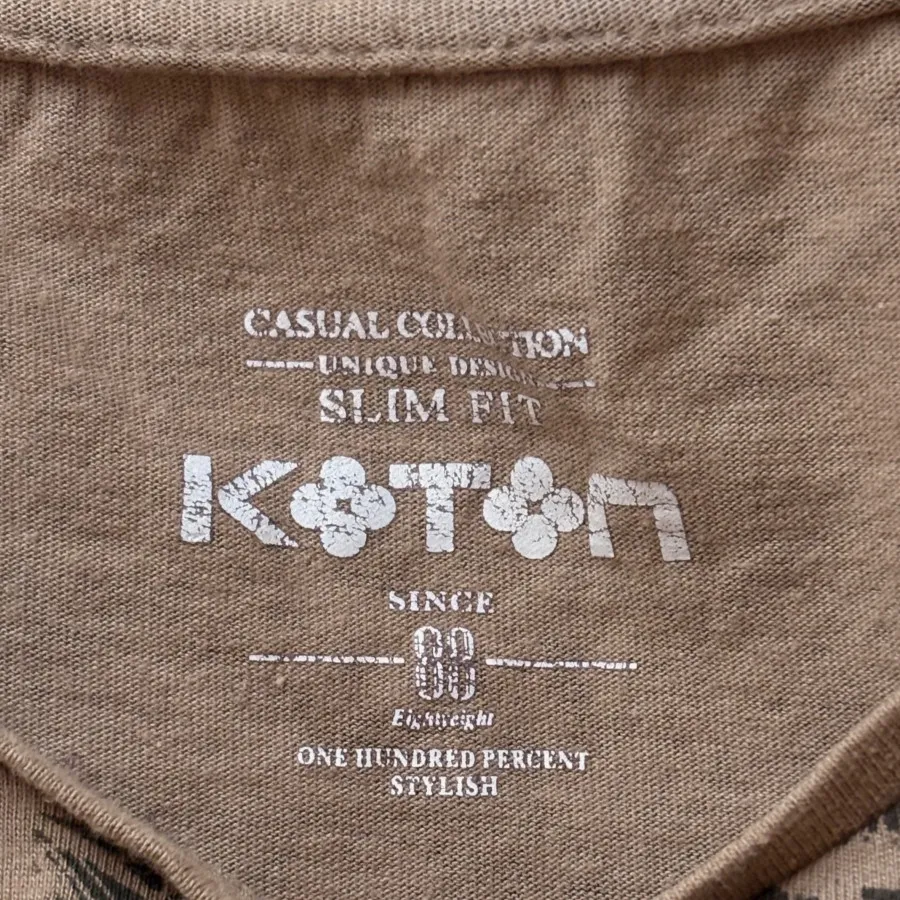 CASUAL COLLECTION
UNIQUE DESIGN
SLIM FIT
KOTON
SINCE
88
Eightweight
ONE HUNDRED PERCENT
STYLISH